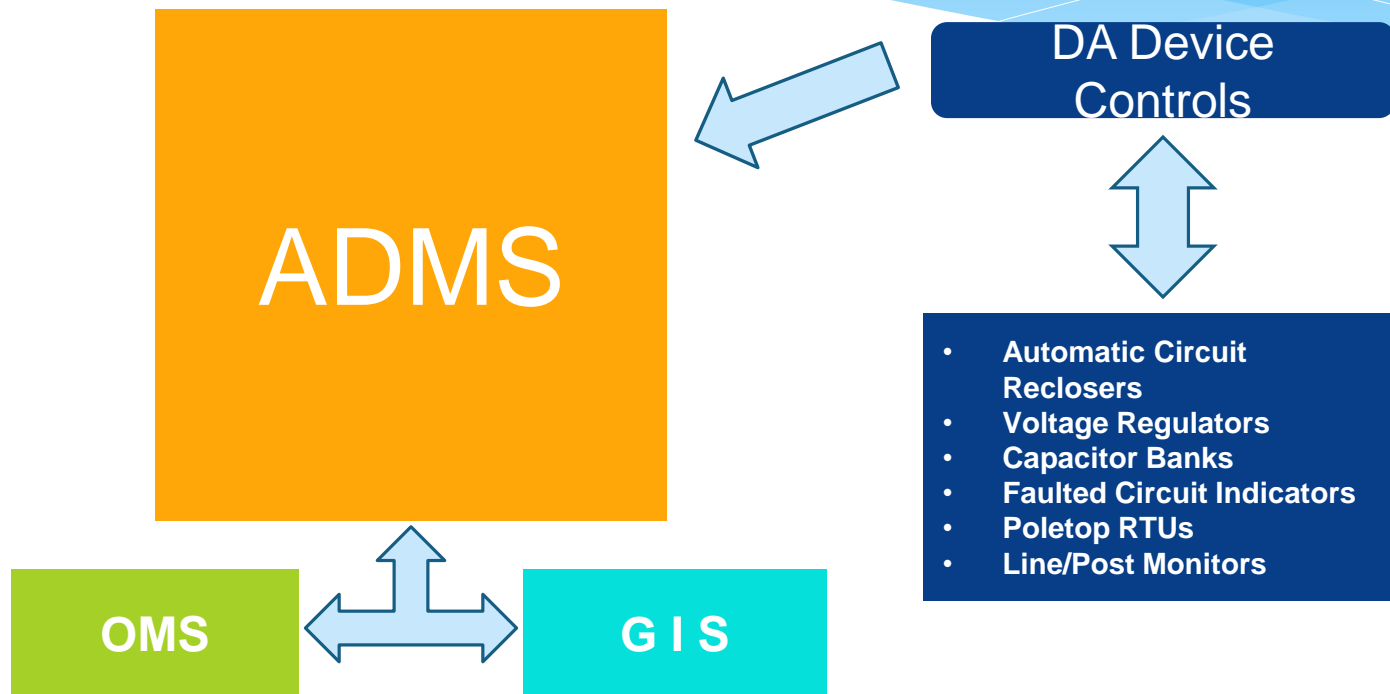 DA Device
Controls
ADMS
• Automatic Circuit
Reclosers
• Voltage Regulators
• Capacitor Banks
• Faulted Circuit Indicators
• Poletop RTUs
• Line/Post Monitors
OMS
G I S